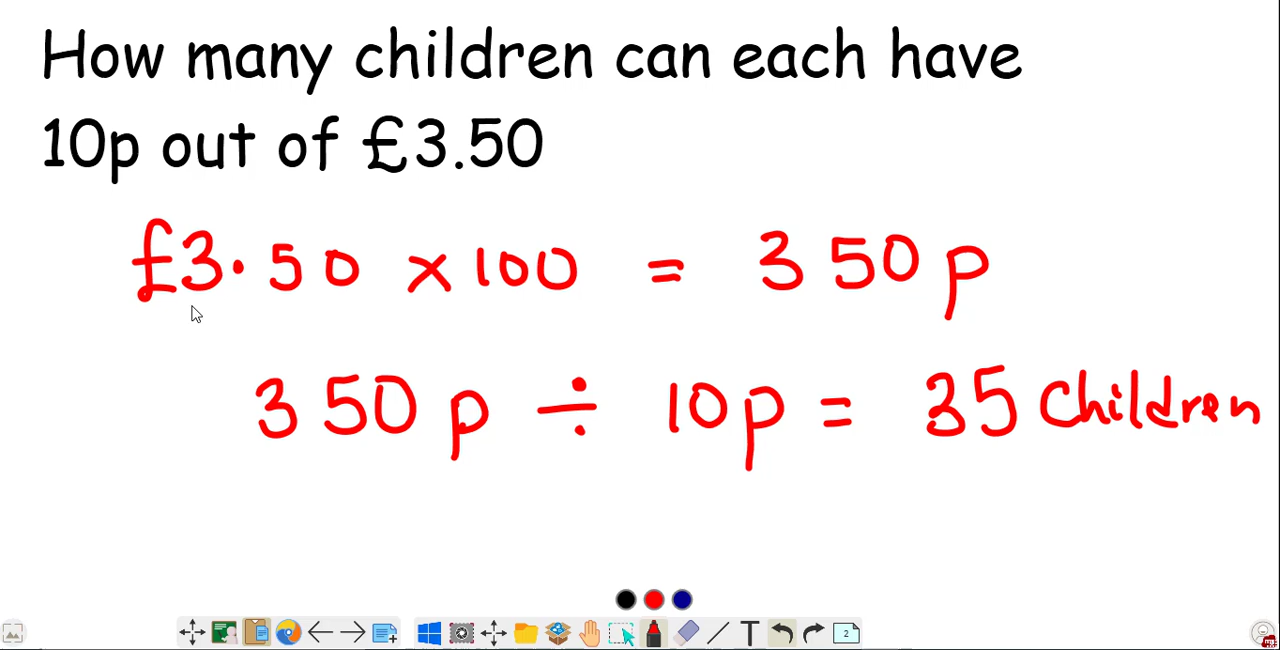 How many children can each have
10p out of £3.50
£3.50 × 100 = 350p
350p ÷ 10p = 35 Children
2